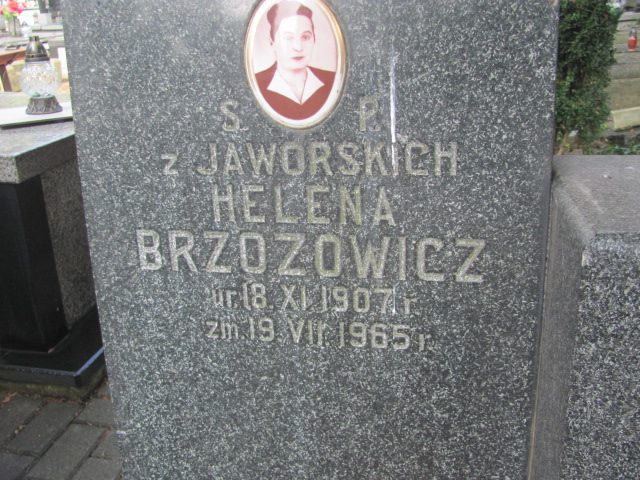 Ś. P.
z JAWORSKICH
HELENA
BRZOZOWICZ
ur. 18. XI. 1907 r.
zm. 19. VII. 1965 r.